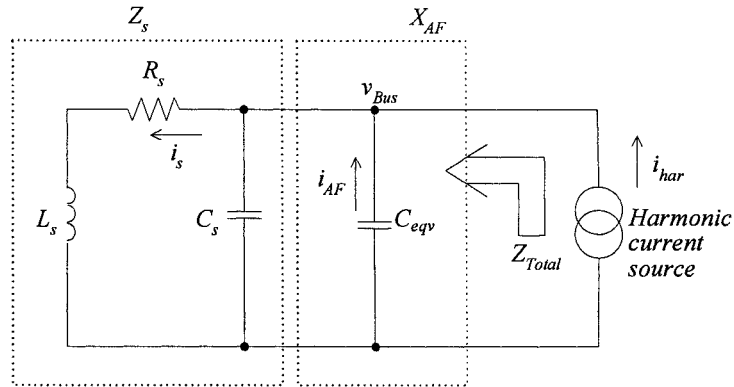 Z_s
X_AF
R_s
v_Bus
i_s
i_AF
i_har
L_s
C_s
C_eqv
Z_Total
Harmonic
current
source